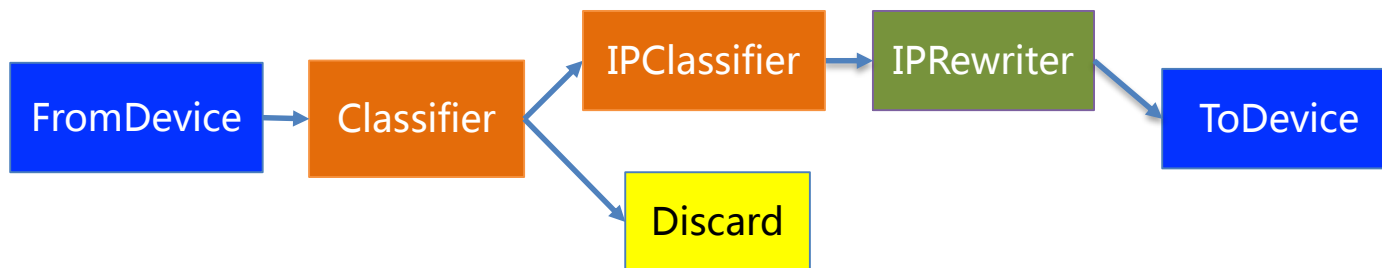 FromDevice
Classifier
IPClassifier
IPRewriter
ToDevice
Discard